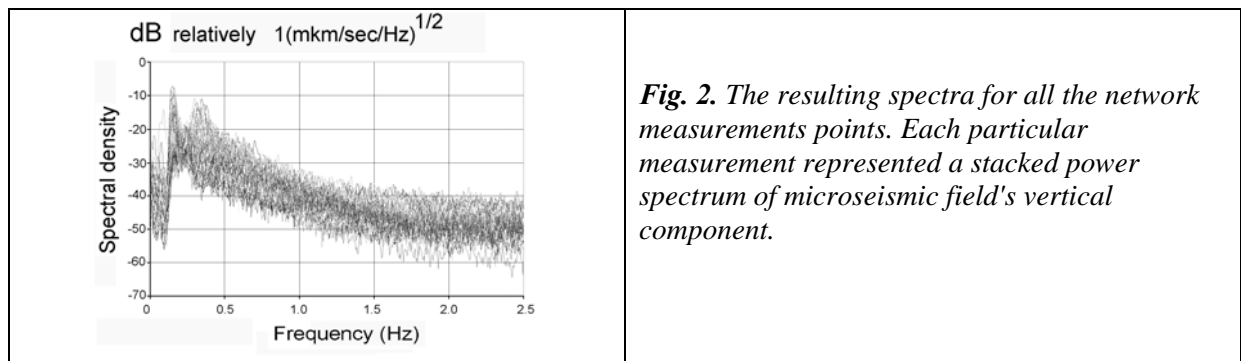 dB relatively 1(mkm/sec/Hz)^1/2
0
-10
-20
-30
-40
-50
-60
-70
Spectral density
0 0.5 1.0 1.5 2.0 2.5
Frequency (Hz)
Fig. 2. The resulting spectra for all the network
measurements points. Each particular
measurement represented a stacked power
spectrum of microseismic field's vertical
component.